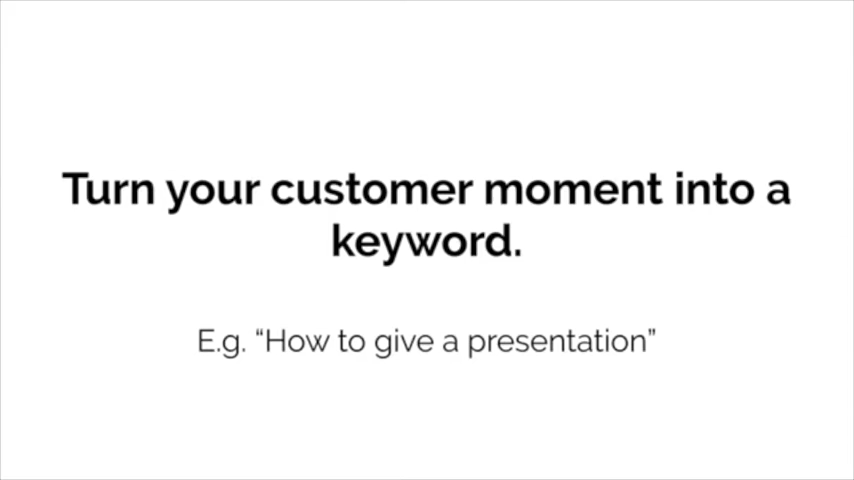 Turn your customer moment into a
keyword.
E.g. “How to give a presentation”